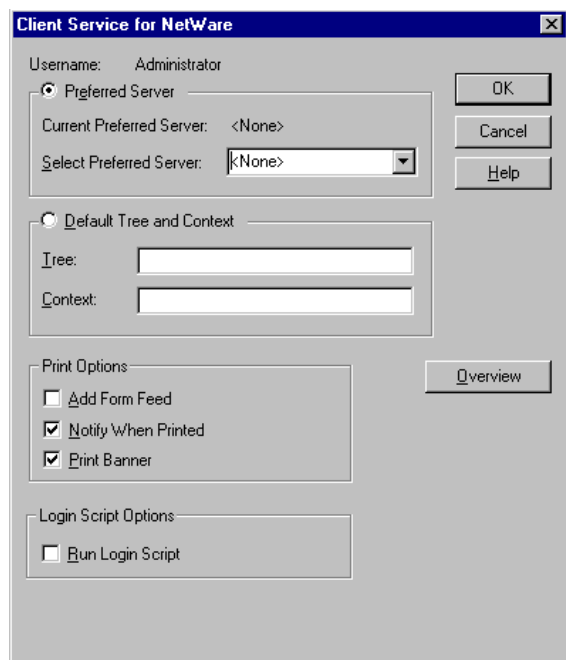 Client Service for NetWare
Username: Administrator
Preferred Server
Current Preferred Server: <None>
Select Preferred Server: <None>
OK
Cancel
Help
Default Tree and Context
Tree:
Context:
Print Options
Add Form Feed
Notify When Printed
Print Banner
Overview
Login Script Options
Run Login Script